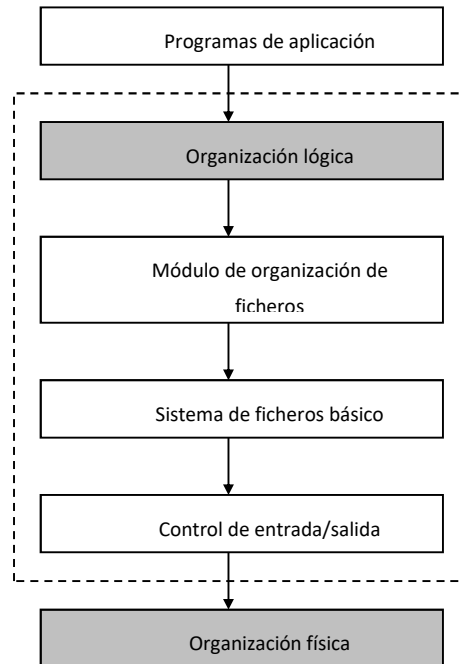 Programas de aplicación
Organización lógica
Módulo de organización de
ficheros
Sistema de ficheros básico
Control de entrada/salida
Organización física